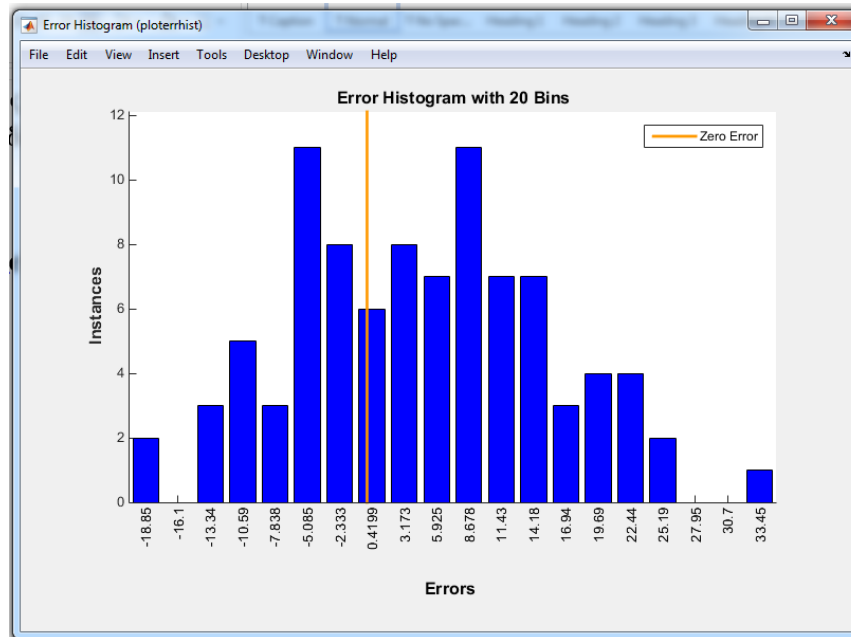 Error Histogram (ploterrhist)
File Edit View Insert Tools Desktop Window Help
Error Histogram with 20 Bins
Zero Error
12
10
8
6
4
2
0
Instances
-18.85 -16.1 -13.34 -10.59 -7.838 -5.085 -2.333 0.4199 3.173 5.925 8.678 11.43 14.18 16.94 19.69 22.44 25.19 27.95 30.7 33.45
Errors